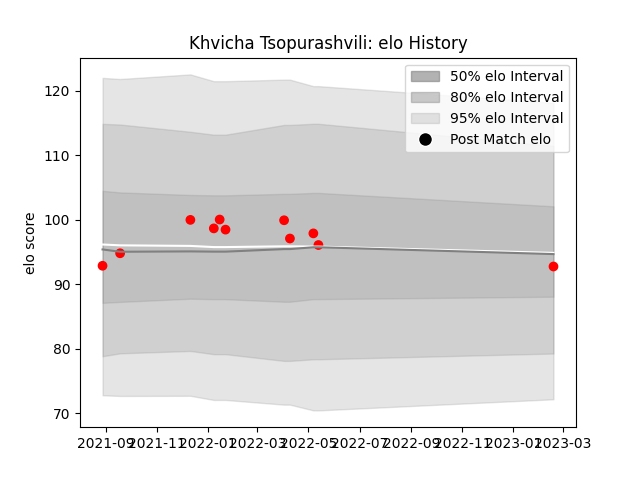 Khvicha Tsopurashvili: elo History
50% elo Interval
80% elo Interval
95% elo Interval
Post Match elo
elo score
120
110
100
90
80
70
2021-09 2021-11 2022-01 2022-03 2022-05 2022-07 2022-09 2022-11 2023-01 2023-03